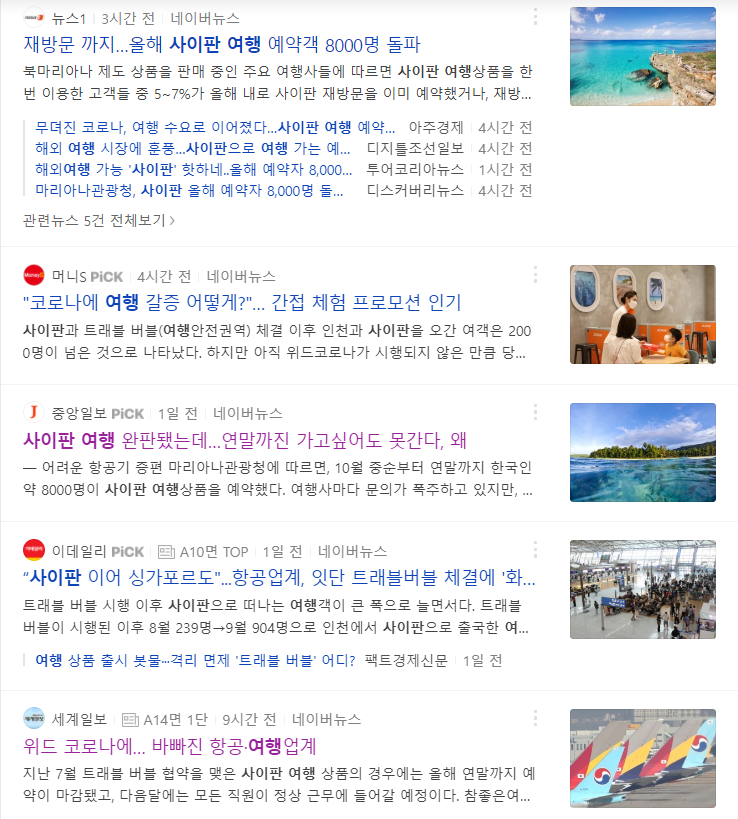 뉴스1 3시간 전 네이버뉴스
재방문 까지...올해 사이판 여행 예약객 8000명 돌파
북마리아나 제도 상품을 판매 중인 주요 여행사들에 따르면 사이판 여행상품을 한
번 이용한 고객들 중 5~7%가 올해 내로 사이판 재방문을 이미 예약했거나, 재방...
무뎌진 코로나, 여행 수요로 이어졌다...사이판 여행 예약... 아주경제 4시간 전
해외 여행 시장에 훈풍...사이판으로 여행 가는 예... 디지틀조선일보 4시간 전
해외여행 가능 '사이판' 핫하네..올해 예약자 8,000... 투어코리아뉴스 1시간 전
마리아나관광청, 사이판 올해 예약자 8,000명 돌... 디스커버리뉴스 4시간 전
관련뉴스 5건 전체보기 >
머니S PiCK 4시간 전 네이버뉴스
"코로나에 여행 갈증 어떻게?"... 간접 체험 프로모션 인기
사이판과 트래블 버블(여행안전권역) 체결 이후 인천과 사이판을 오간 여객은 200
0명이 넘은 것으로 나타났다. 하지만 아직 위드코로나가 시행되지 않은 만큼 당...
J 중앙일보 PiCK 1일 전 네이버뉴스
사이판 여행 완판됐는데...연말까진 가고싶어도 못간다, 왜
— 어려운 항공기 증편 마리아나관광청에 따르면, 10월 중순부터 연말까지 한국인
약 8000명이 사이판 여행상품을 예약했다. 여행사마다 문의가 폭주하고 있지만, ...
이데일리 PiCK A10면 TOP 1일 전 네이버뉴스
“사이판 이어 싱가포르도"...항공업계, 잇단 트래블버블 체결에 '화...
트래블 버블 시행 이후 사이판으로 떠나는 여행객이 큰 폭으로 늘면서다. 트래블
버블이 시행된 이후 8월 239명→9월 904명으로 인천에서 사이판으로 출국한 여...
여행 상품 출시 봇물…격리 면제 '트래블 버블' 어디? 팩트경제신문 1일 전
세계일보 A14면 1단 9시간 전 네이버뉴스
위드 코로나에... 바빠진 항공·여행업계
지난 7월 트래블 버블 협약을 맺은 사이판 여행 상품의 경우에는 올해 연말까지 예
약이 마감됐고, 다음달에는 모든 직원이 정상 근무에 들어갈 예정이다. 참좋은여...